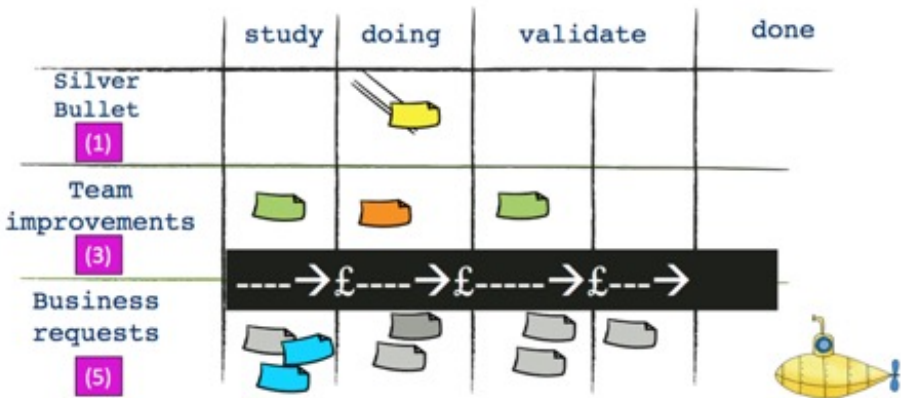 study doing validate done
Silver
Bullet
(1)
Team
improvements
(3)
----→£----→£-----→£---→
Business
requests
(5)